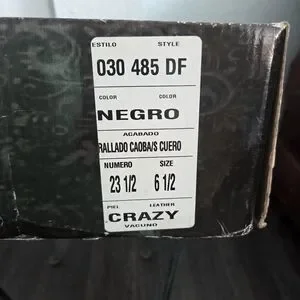 ESTILO STYLE
030 485 DF
COLOR COLOR
NEGRO
ACABADO
RALLADO CAOBA/S CUERO
NUMERO SIZE
23 1/2 6 1/2
PIEL LEATHER
CRAZY
VACUNO